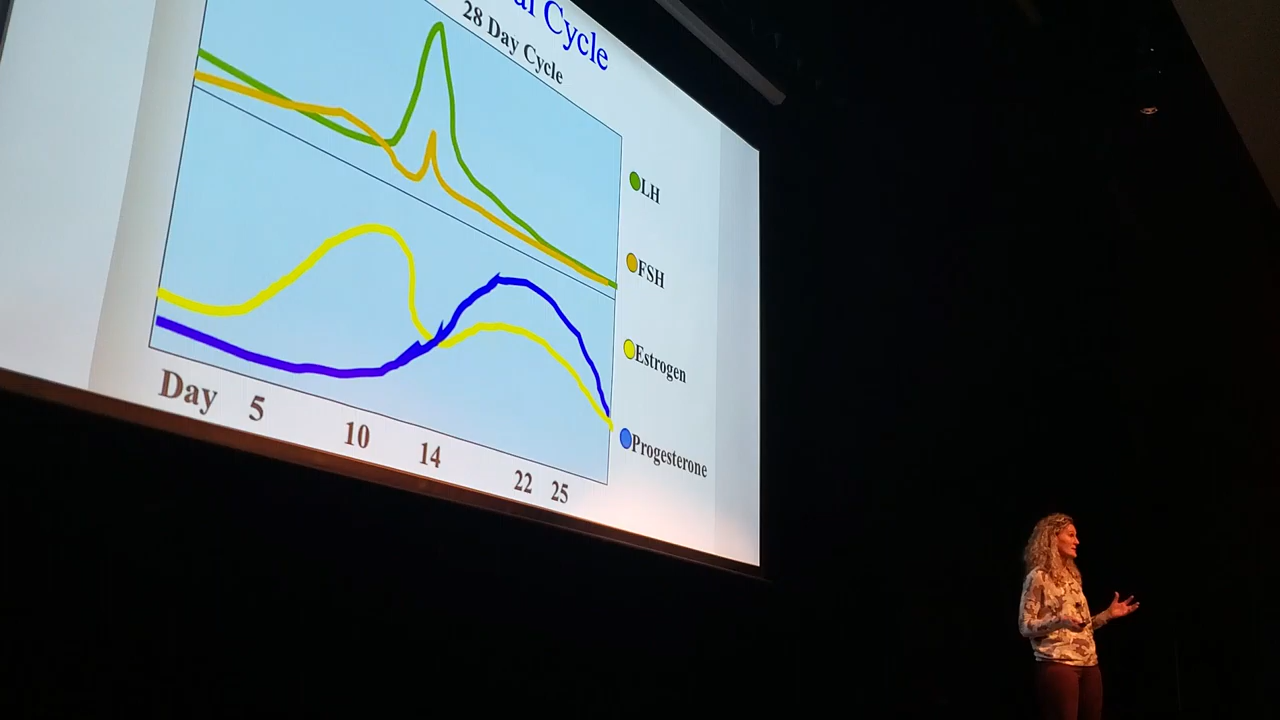 Cycle
28 Day Cycle
LH
FSH
Estrogen
Progesterone
Day 5 10 14 22 25